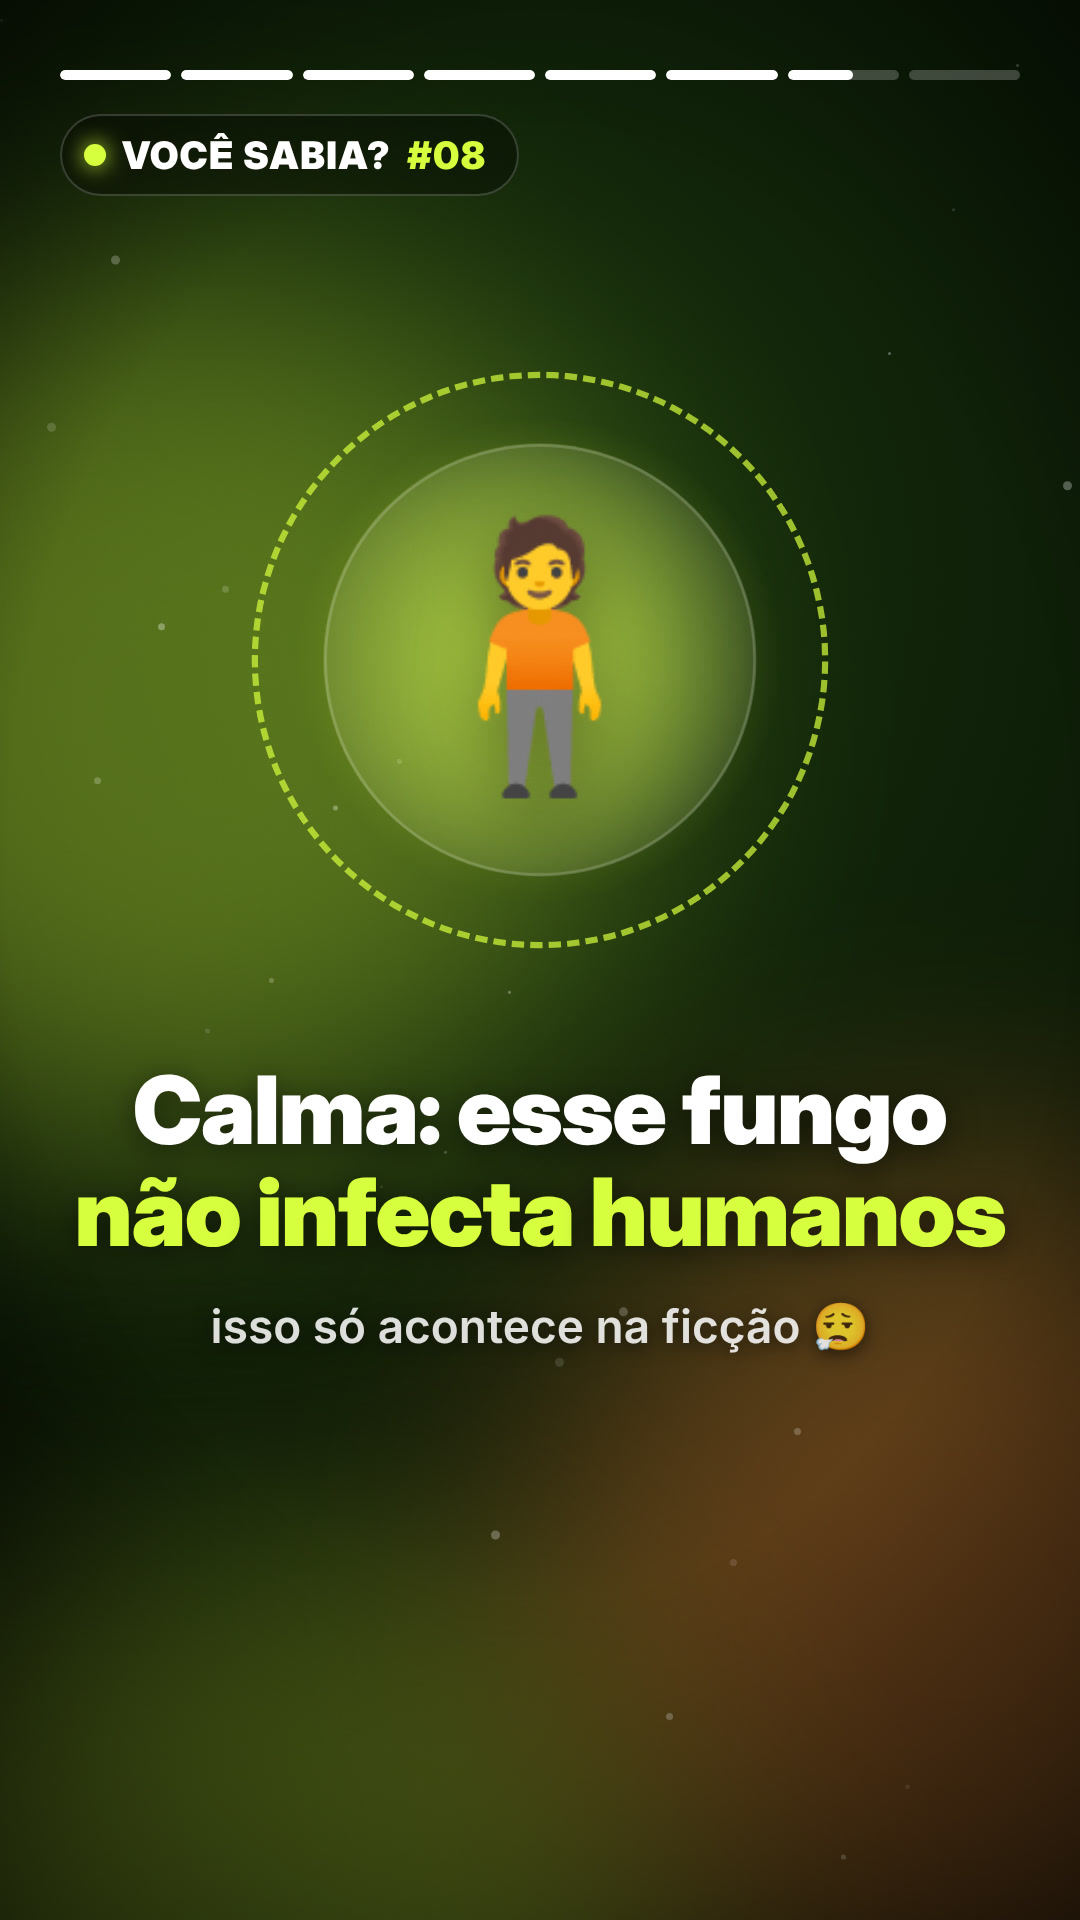 VOCÊ SABIA? #08
Calma: esse fungo
não infecta humanos
isso só acontece na ficção 😮‍💨